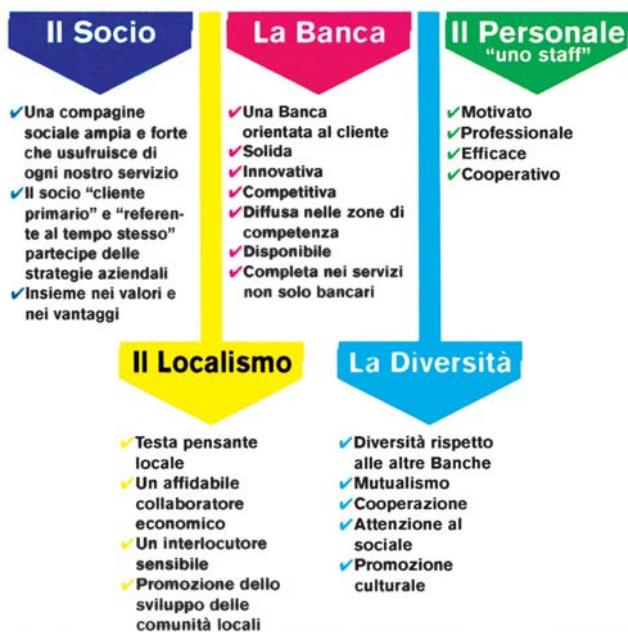 Il Socio
✔Una compagine
sociale ampia e forte
che usufruisce di
ogni nostro servizio
✔Il socio “cliente
primario” e “referen-
te al tempo stesso”
partecipe delle
strategie aziendali
✔Insieme nei valori e
nei vantaggi
La Banca
✔Una Banca
orientata al cliente
✔Solida
✔Innovativa
✔Competitiva
✔Diffusa nelle zone di
competenza
✔Disponibile
✔Completa nei servizi
non solo bancari
Il Personale
“uno staff”
✔Motivato
✔Professionale
✔Efficace
✔Cooperativo
Il Localismo
✔Testa pensante
locale
✔Un affidabile
collaboratore
economico
✔Un interlocutore
sensibile
✔Promozione dello
sviluppo delle
comunità locali
La Diversità
✔Diversità rispetto
alle altre Banche
✔Mutualismo
✔Cooperazione
✔Attenzione al
sociale
✔Promozione
culturale